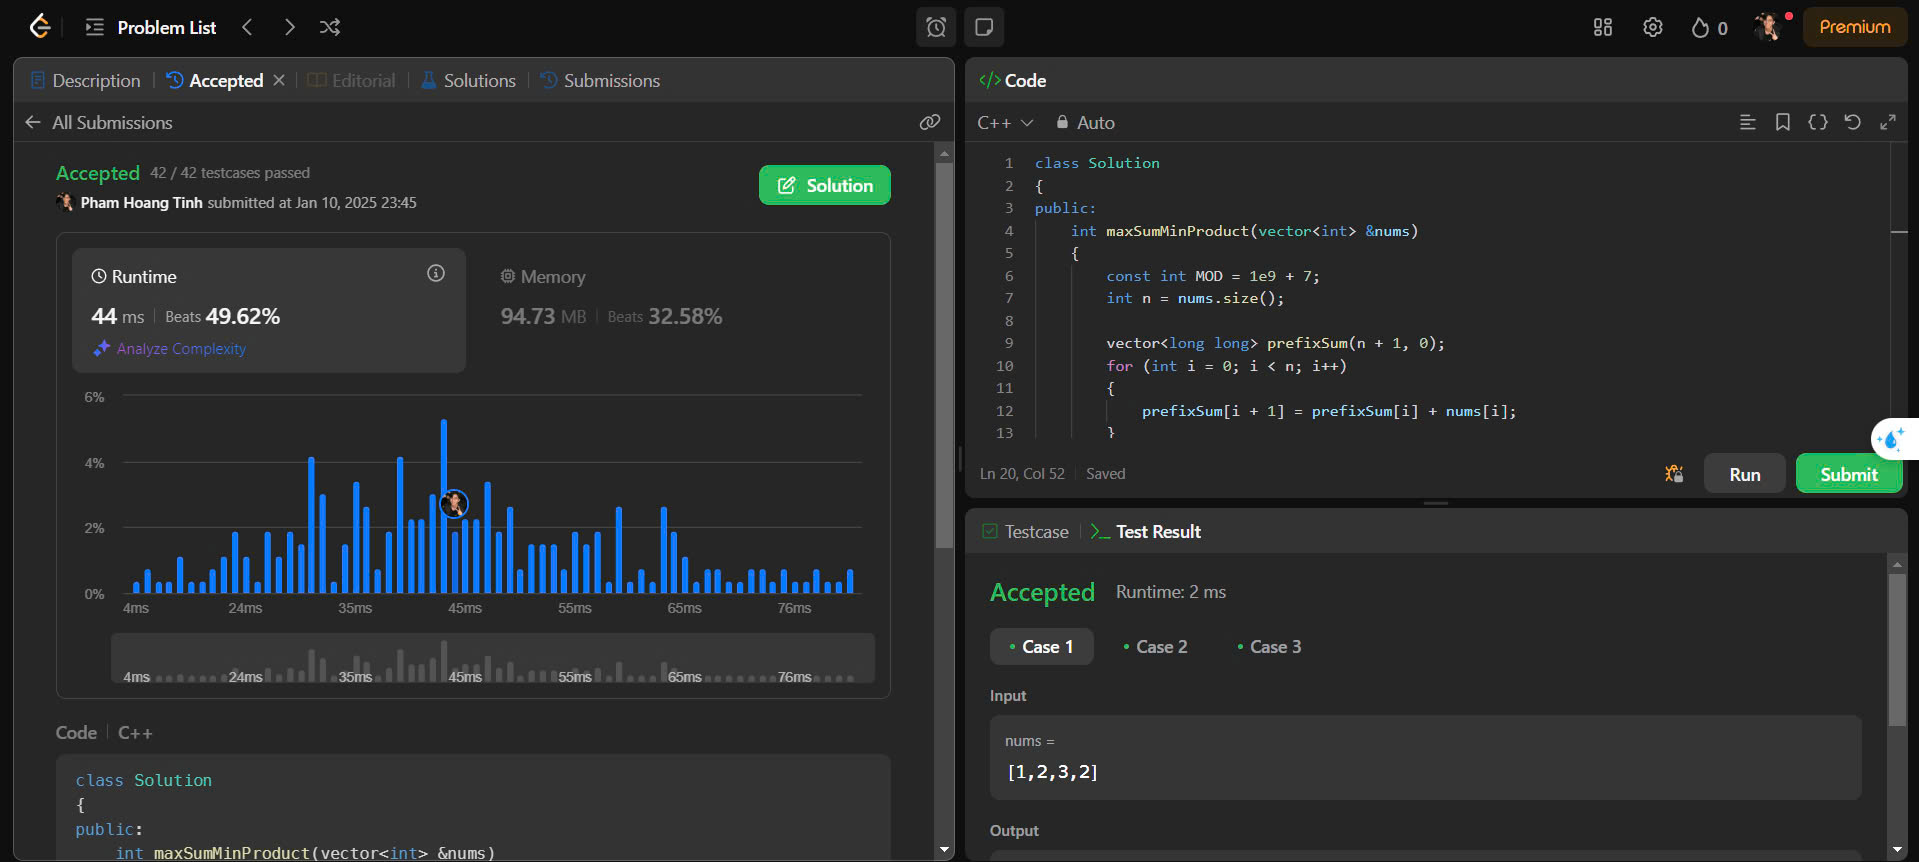 Problem List
0
Premium
Description
Accepted
Editorial
Solutions
Submissions
All Submissions
Accepted 42 / 42 testcases passed
Pham Hoang Tinh submitted at Jan 10, 2025 23:45
Solution
Runtime
44 ms Beats 49.62%
Analyze Complexity
Memory
94.73 MB Beats 32.58%
6%
4%
2%
0%
4ms 24ms 35ms 45ms 55ms 65ms 76ms
4ms 24ms 35ms 45ms 55ms 65ms 76ms
Code C++
class Solution
{
public:
int maxSumMinProduct(vector<int> &nums)
</> Code
C++ Auto
1 class Solution
2 {
3 public:
4 int maxSumMinProduct(vector<int> &nums)
5 {
6 const int MOD = 1e9 + 7;
7 int n = nums.size();
8
9 vector<long long> prefixSum(n + 1, 0);
10 for (int i = 0; i < n; i++)
11 {
12 prefixSum[i + 1] = prefixSum[i] + nums[i];
13 }
Ln 20, Col 52 Saved
Run
Submit
Testcase
Test Result
Accepted Runtime: 2 ms
Case 1
Case 2
Case 3
Input
nums =
[1,2,3,2]
Output